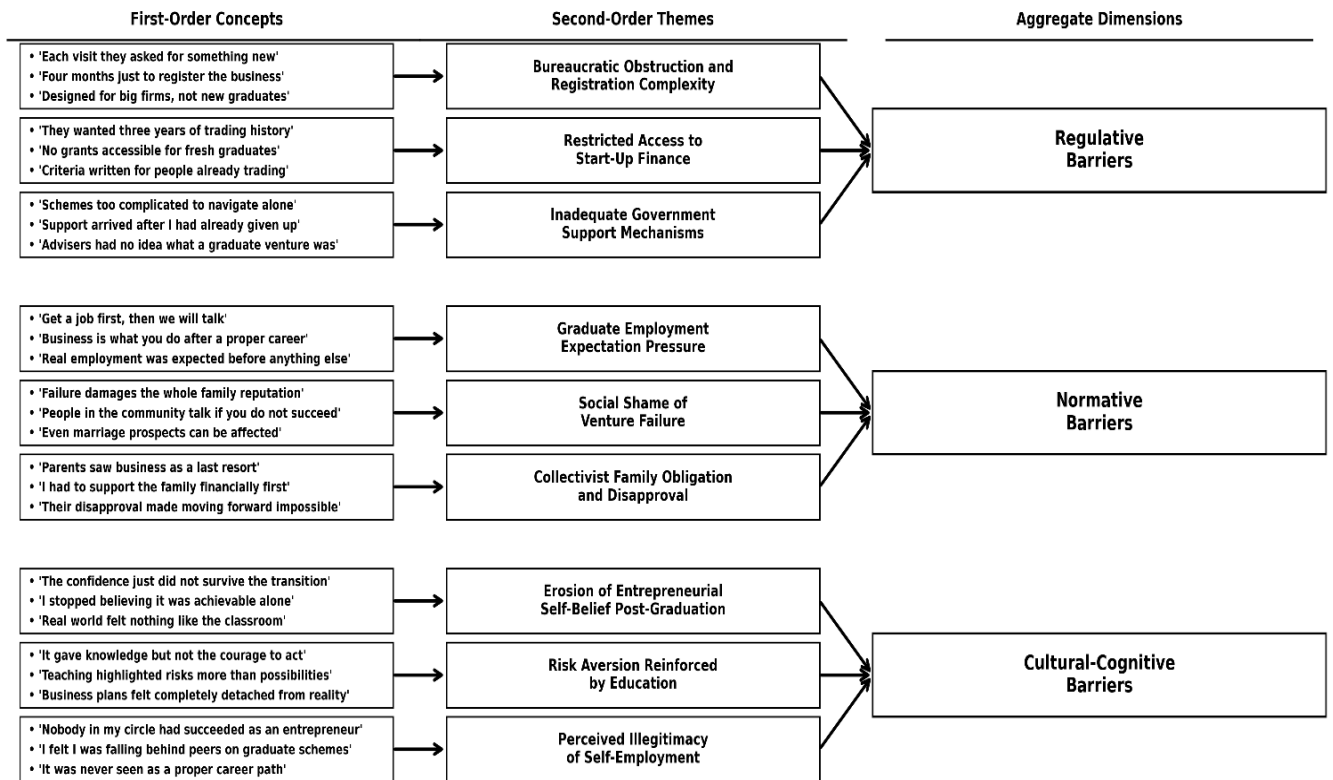 First-Order Concepts
Second-Order Themes
Aggregate Dimensions
• 'Each visit they asked for something new'
• 'Four months just to register the business'
• 'Designed for big firms, not new graduates'
Bureaucratic Obstruction and
Registration Complexity
• 'They wanted three years of trading history'
• 'No grants accessible for fresh graduates'
• 'Criteria written for people already trading'
Restricted Access to
Start-Up Finance
• 'Schemes too complicated to navigate alone'
• 'Support arrived after I had already given up'
• 'Advisers had no idea what a graduate venture was'
Inadequate Government
Support Mechanisms
Regulative
Barriers
• 'Get a job first, then we will talk'
• 'Business is what you do after a proper career'
• 'Real employment was expected before anything else'
Graduate Employment
Expectation Pressure
• 'Failure damages the whole family reputation'
• 'People in the community talk if you do not succeed'
• 'Even marriage prospects can be affected'
Social Shame of
Venture Failure
• 'Parents saw business as a last resort'
• 'I had to support the family financially first'
• 'Their disapproval made moving forward impossible'
Collectivist Family Obligation
and Disapproval
Normative
Barriers
• 'The confidence just did not survive the transition'
• 'I stopped believing it was achievable alone'
• 'Real world felt nothing like the classroom'
Erosion of Entrepreneurial
Self-Belief Post-Graduation
• 'It gave knowledge but not the courage to act'
• 'Teaching highlighted risks more than possibilities'
• 'Business plans felt completely detached from reality'
Risk Aversion Reinforced
by Education
• 'Nobody in my circle had succeeded as an entrepreneur'
• 'I felt I was falling behind peers on graduate schemes'
• 'It was never seen as a proper career path'
Perceived Illegitimacy
of Self-Employment
Cultural-Cognitive
Barriers